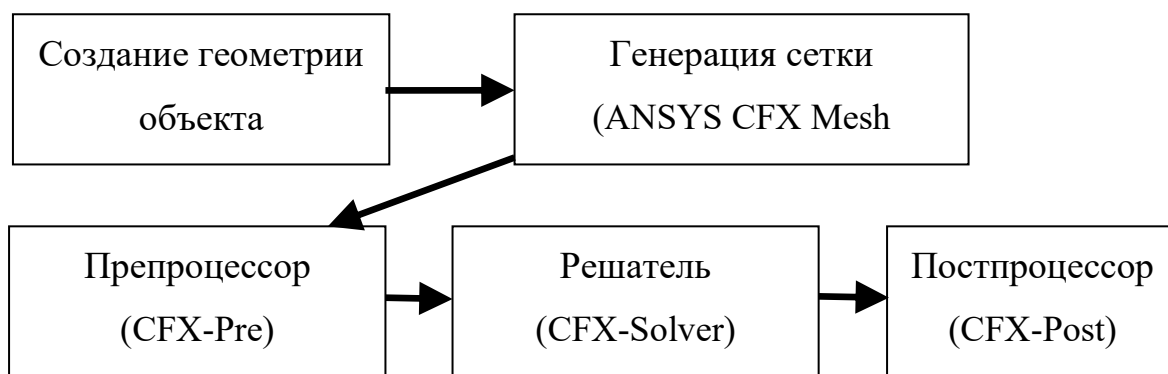 Создание геометрии
объекта
Генерация сетки
(ANSYS CFX Mesh
Препроцессор
(CFX-Pre)
Решатель
(CFX-Solver)
Постпроцессор
(CFX-Post)